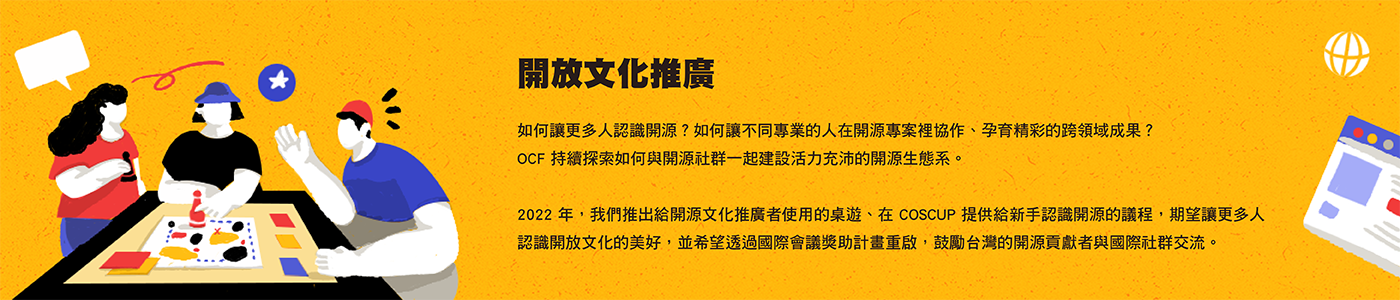 開放文化推廣
如何讓更多人認識開源？如何讓不同專業的人在開源專案裡協作、孕育精彩的跨領域成果？
OCF 持續探索如何與開源社群一起建設活力充沛的開源生態系。
2022 年，我們推出給開源文化推廣者使用的桌遊、在 COSCUP 提供給新手認識開源的議程，期望讓更多人
認識開放文化的美好，並希望透過國際會議獎助計畫重啟，鼓勵台灣的開源貢獻者與國際社群交流。